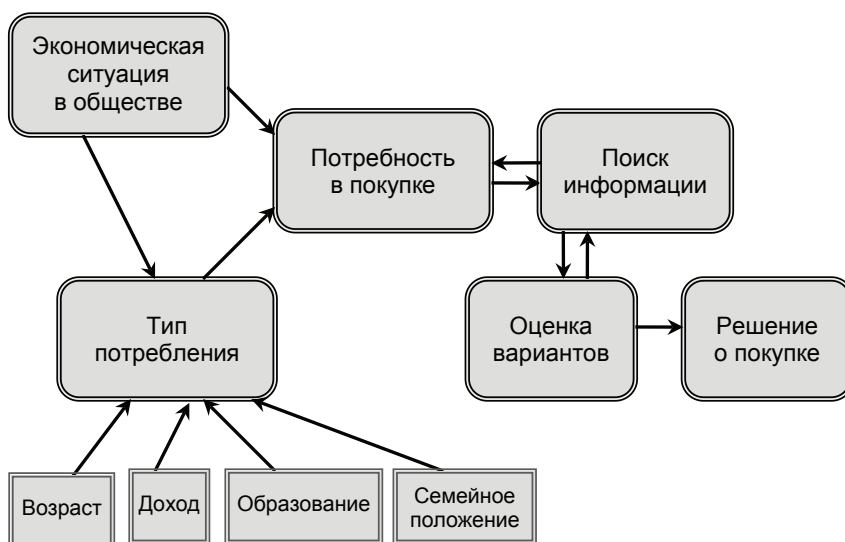 Экономическая
ситуация
в обществе
Потребность
в покупке
Поиск
информации
Тип
потребления
Оценка
вариантов
Решение
о покупке
Возраст
Доход
Образование
Семейное
положение